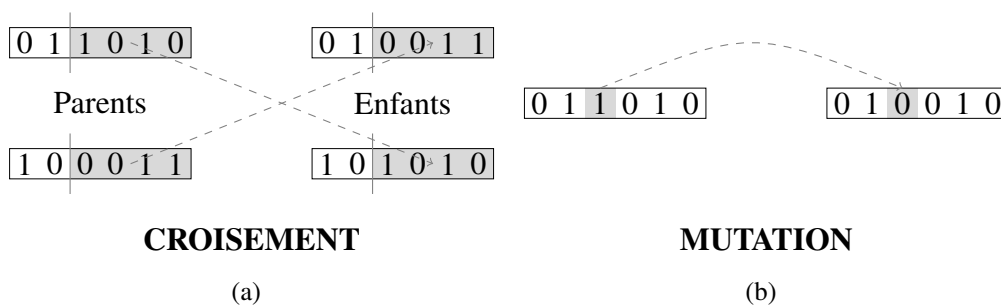 0 1 1 0 1 0
0 1 0 0 1 1
Parents
Enfants
1 0 0 0 1 1
1 0 1 0 1 0
CROISEMENT
(a)
0 1 1 0 1 0
0 1 0 0 1 0
MUTATION
(b)